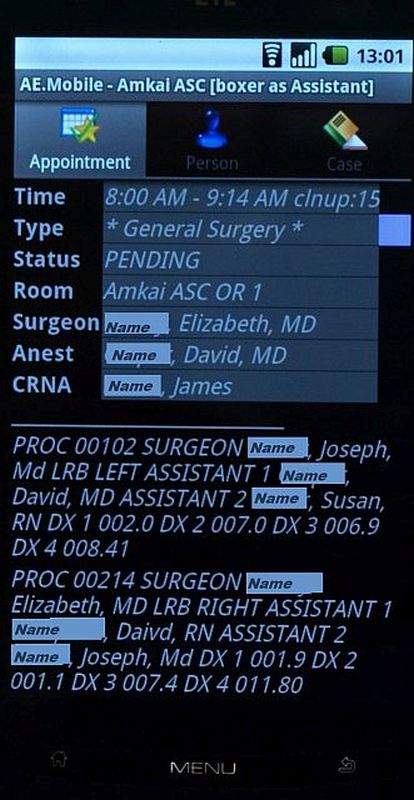 13:01
AE.Mobile - Amkai ASC [boxer as Assistant]
Appointment Person Case
Time 8:00 AM - 9:14 AM clnup:15
Type * General Surgery *
Status PENDING
Room Amkai ASC OR 1
Surgeon Name, Elizabeth, MD
Anest Name, David, MD
CRNA Name, James
PROC 00102 SURGEON Name, Joseph,
Md LRB LEFT ASSISTANT 1 Name,
David, MD ASSISTANT 2 Name, Susan,
RN DX 1 002.0 DX 2 007.0 DX 3 006.9
DX 4 008.41
PROC 00214 SURGEON Name
Elizabeth, MD LRB RIGHT ASSISTANT 1
Name, Daivd, RN ASSISTANT 2
Name, Joseph, Md DX 1 001.9 DX 2
001.1 DX 3 007.4 DX 4 011.80
MENU